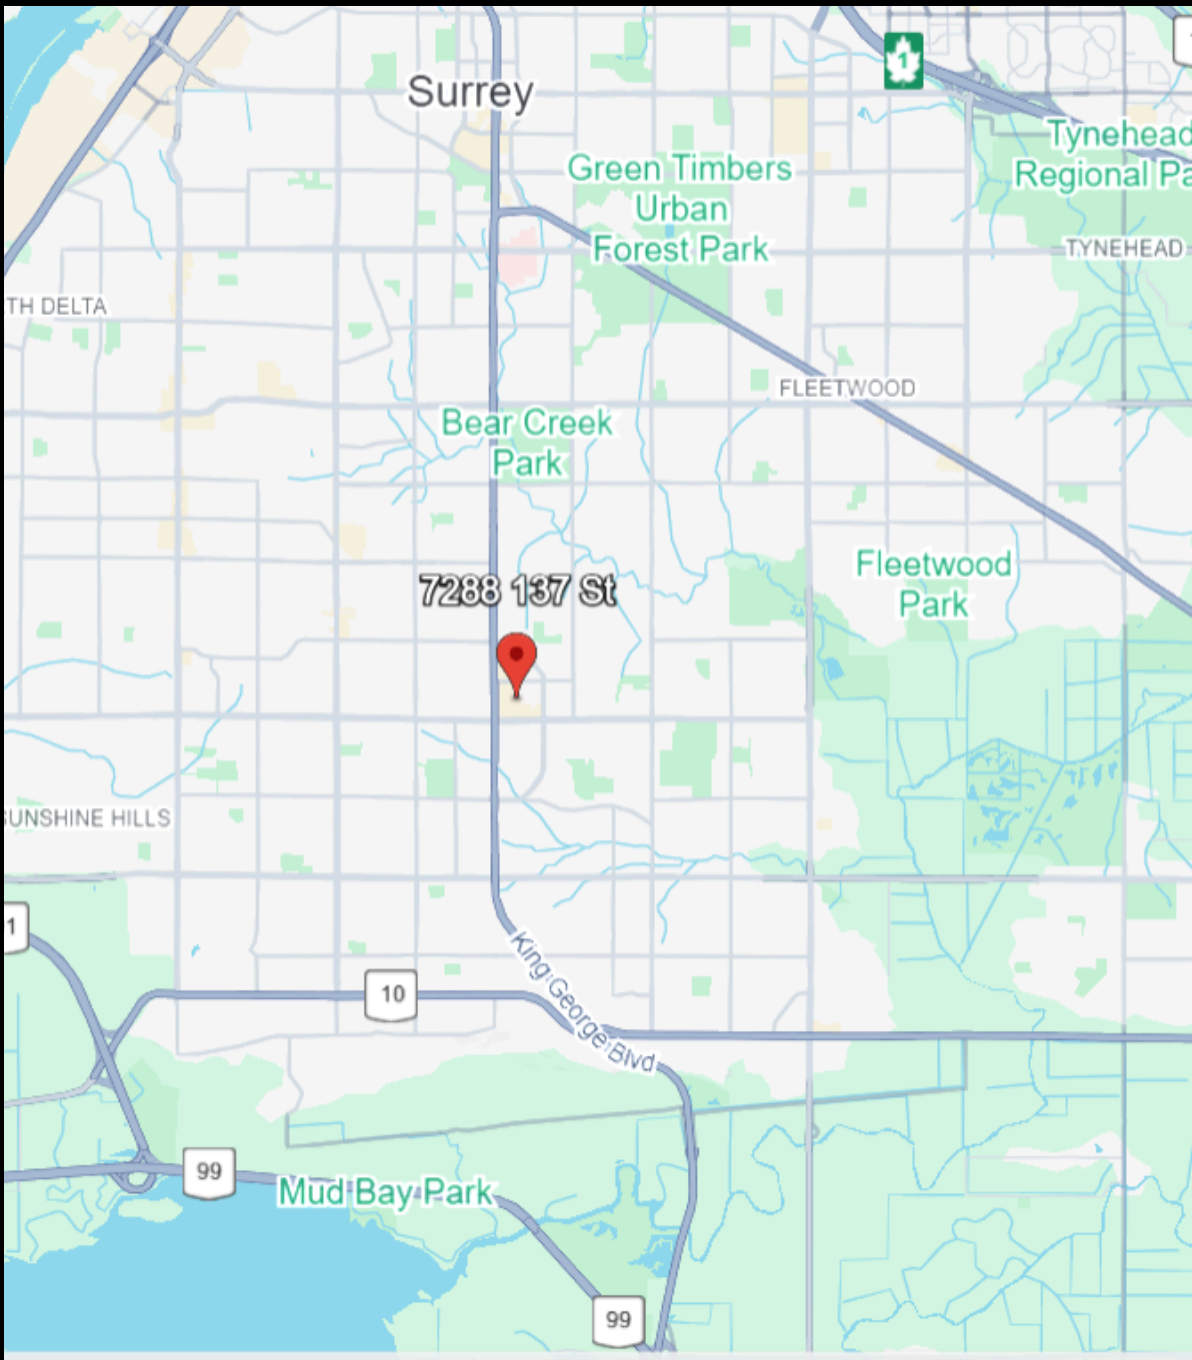 Surrey
1
Tynehead
Regional Pa
Green Timbers
Urban
Forest Park
TYNEHEAD
TH DELTA
FLEETWOOD
Bear Creek
Park
Fleetwood
Park
7288 137 St
SUNSHINE HILLS
1
10
King George Blvd
99
Mud Bay Park
99